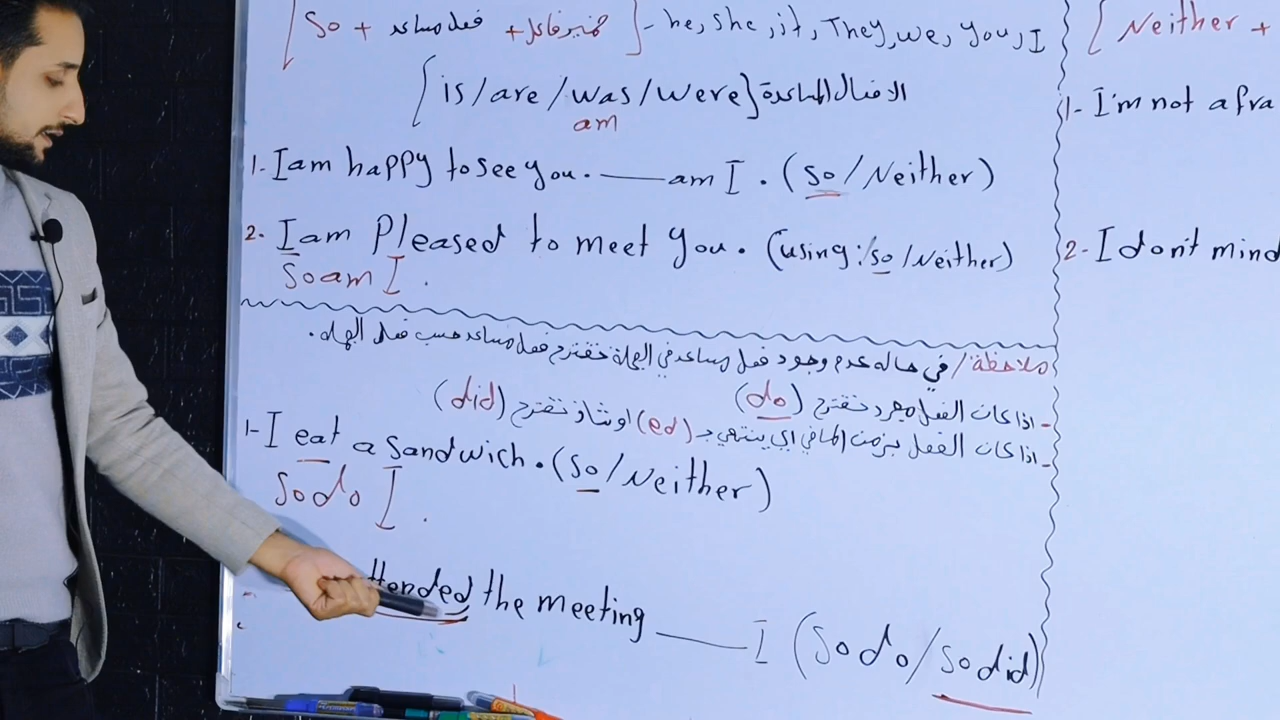 [So + فعل مساعد + ضمير فاعل] - he, she, it, They, we, you, I
[is/are/was/were] الافعال المساعدة
am
1. I am happy to see you. ___ am I. (so/Neither)
2. I am Pleased to meet you. (using: so/Neither)
So am I.
ملاحظة/ في حاله عدم وجود فعل مساعد في الجملة نقترح فعل مساعد حسب فعل الجمله.
- اذا كان الفعل مجرد نقترح (do)
- اذا كان الفعل بزمن الماضي اي ينتهي بـ (ed) او شاذ نقترح (did)
1- I eat a sandwich. (so/Neither)
So do I.
ttended the meeting ___ I (So do/so did)
[Neither +
1- I'm not afra
2- I don't mind